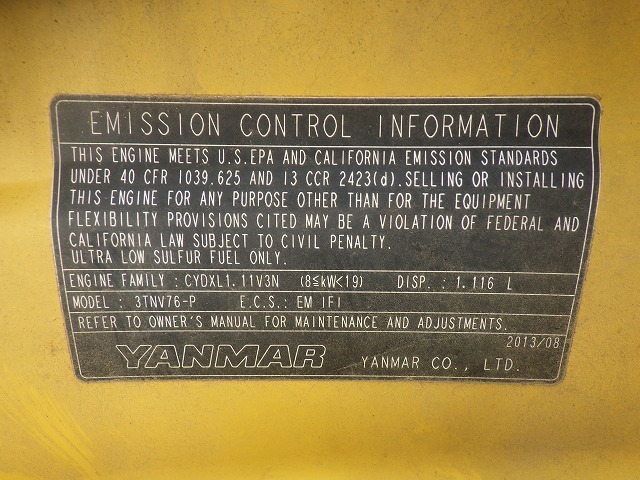 EMISSION CONTROL INFORMATION
THIS ENGINE MEETS U.S.EPA AND CALIFORNIA EMISSION STANDARDS
UNDER 40 CFR 1039.625 AND 13 CCR 2423(d).SELLING OR INSTALLING
THIS ENGINE FOR ANY PURPOSE OTHER THAN FOR THE EQUIPMENT
FLEXIBILITY PROVISIONS CITED MAY BE A VIOLATION OF FEDERAL AND
CALIFORNIA LAW SUBJECT TO CIVIL PENALTY.
ULTRA LOW SULFUR FUEL ONLY.
ENGINE FAMILY : CYDXL1.11V3N (8≦kW<19) DISP. : 1.116 L
MODEL : 3TNV76-P E.C.S.: EM IFI
REFER TO OWNER'S MANUAL FOR MAINTENANCE AND ADJUSTMENTS.
2013/08
YANMAR YANMAR CO., LTD.